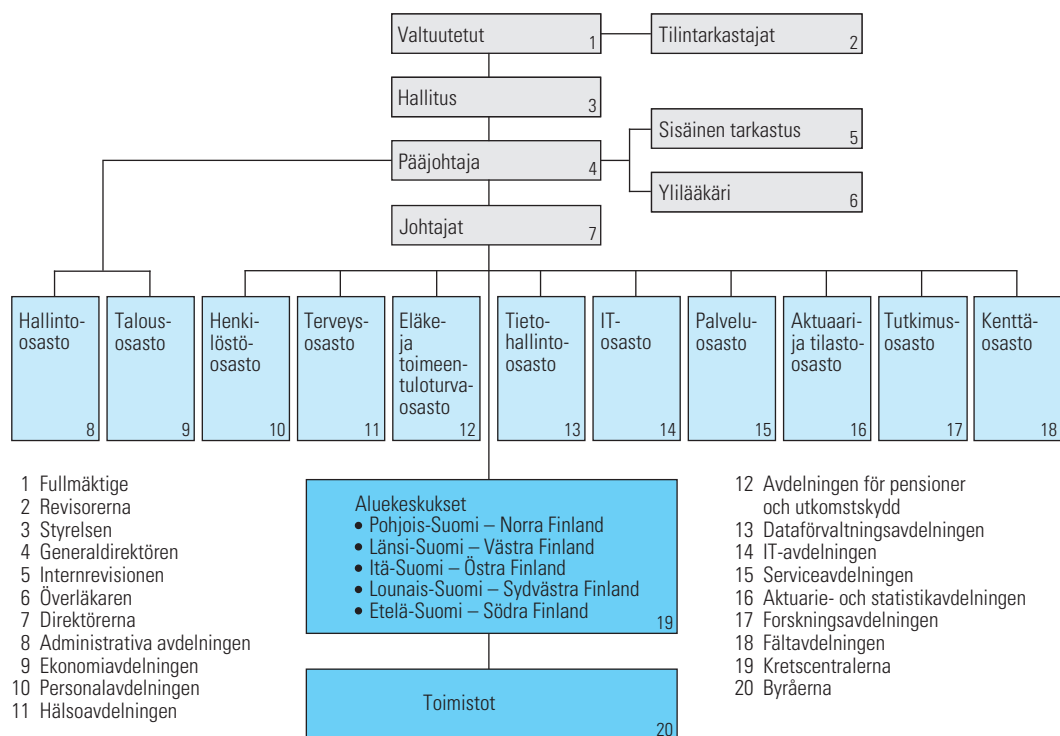 Valtuutetut
1
Tilintarkastajat
2
Hallitus
3
Sisäinen tarkastus
5
Pääjohtaja
4
Ylilääkäri
6
Johtajat
7
Hallinto-
osasto
8
Talous-
osasto
9
Henki-
löstö-
osasto
10
Terveys-
osasto
11
Eläke-
ja
toimeen-
tuloturva-
osasto
12
Tieto-
hallinto-
osasto
13
IT-
osasto
14
Palvelu-
osasto
15
Aktuaari-
ja tilasto-
osasto
16
Tutkimus-
osasto
17
Kenttä-
osasto
18
1 Fullmäktige
2 Revisorerna
3 Styrelsen
4 Generaldirektören
5 Internrevisionen
6 Överläkaren
7 Direktörerna
8 Administrativa avdelningen
9 Ekonomiavdelningen
10 Personalavdelningen
11 Hälsoavdelningen
Aluekeskukset
• Pohjois-Suomi – Norra Finland
• Länsi-Suomi – Västra Finland
• Itä-Suomi – Östra Finland
• Lounais-Suomi – Sydvästra Finland
• Etelä-Suomi – Södra Finland
19
Toimistot
20
12 Avdelningen för pensioner
och utkomstskydd
13 Dataförvaltningsavdelningen
14 IT-avdelningen
15 Serviceavdelningen
16 Aktuarie- och statistikavdelningen
17 Forskningsavdelningen
18 Fältavdelningen
19 Kretscentralerna
20 Byråerna